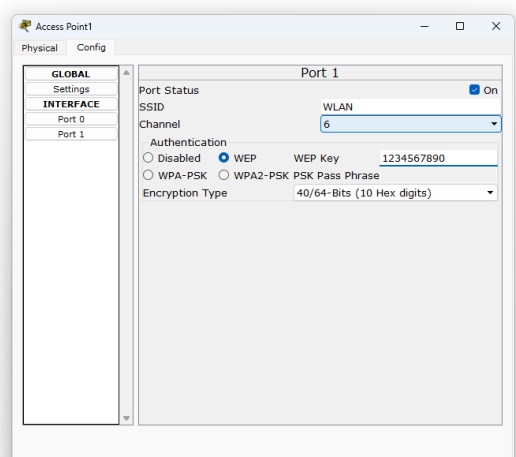 Access Point1
Physical Config
GLOBAL
Settings
INTERFACE
Port 0
Port 1
Port 1
Port Status On
SSID WLAN
Channel 6
Authentication
Disabled WEP WEP Key 1234567890
WPA-PSK WPA2-PSK PSK Pass Phrase
Encryption Type 40/64-Bits (10 Hex digits)